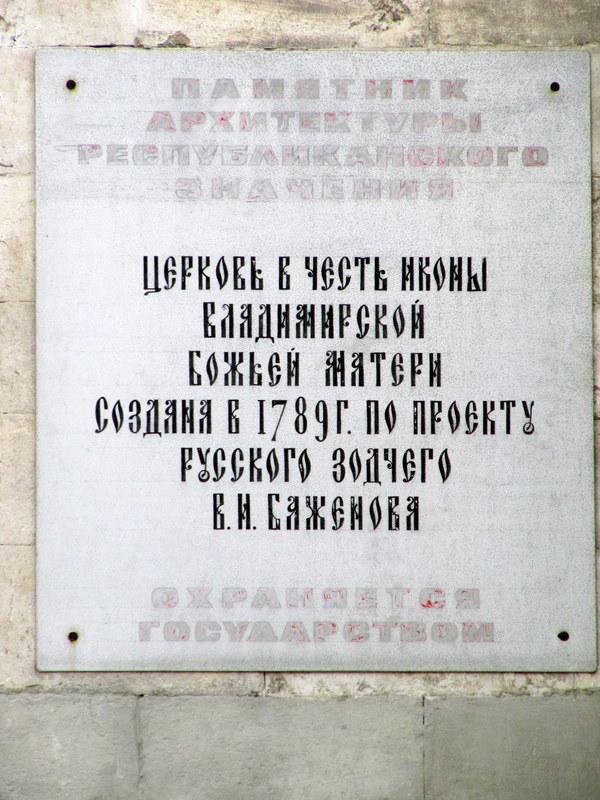 ПАМЯТНИК
АРХИТЕКТУРЫ
РЕСПУБЛИКАНСКОГО
ЗНАЧЕНИЯ
ЦЕРКОВЬ В ЧЕСТЬ ИКОНЫ
ВЛАДИМИРСКОЙ
БОЖЬЕЙ МАТЕРИ
СОЗДАНА В 1789Г. ПО ПРОЕКТУ
РУССКОГО ЗОДЧЕГО
В.И. БАЖЕНОВА
ОХРАНЯЕТСЯ
ГОСУДАРСТВОМ